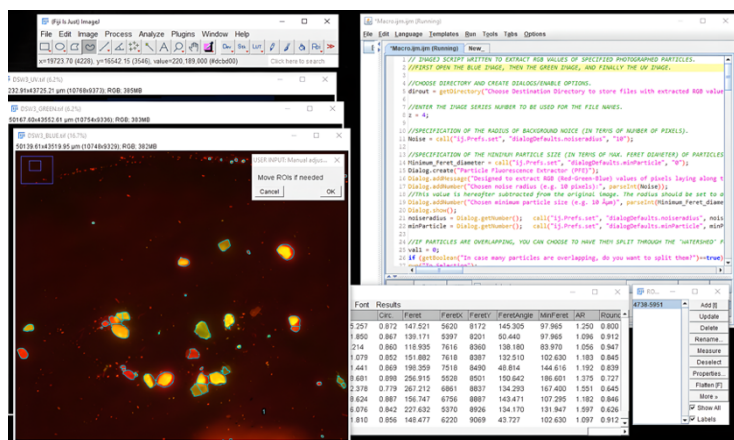 (Fiji Is Just) ImageJ
File Edit Image Process Analyze Plugins Window Help
Dev Stk LUT
x=19723.70 (4228), y=16542.15 (3546), value=220,189,000 (#dcbd00)
Click here to search
DSW3_UV.tif (6.2%)
232.91x43725.21 µm (10768x9377); RGB; 385MB
DSW3_GREEN.tif (6.2%)
50167.60x43552.61 µm (10754x9336); RGB; 383MB
DSW3_BLUE.tif (16.7%)
50139.61x43519.95 µm (10748x9329); RGB; 382MB
USER INPUT: Manual adjus...
Move ROIs if needed
Cancel OK
*Macro.ijm.ijm (Running)
File Edit Language Templates Run Tools Tabs Options
*Macro.ijm.ijm (Running) New_
1 // IMAGEJ SCRIPT WRITTEN TO EXTRACT RGB VALUES OF SPECIFIED PHOTOGRAPHED PARTICLES.
2 //FIRST OPEN THE BLUE IMAGE, THEN THE GREEN IMAGE, AND FINALLY THE UV IMAGE.
3
4 //CHOOSE DIRECTORY AND CREATE DIALOGS/ENABLE OPTIONS.
5 dirout = getDirectory("Choose Destination Directory to store files with extracted RGB value
6
7 //ENTER THE IMAGE SERIES NUMBER TO BE USED FOR THE FILE NAMES.
8 z = 4;
9
10 //SPECIFICATION OF THE RADIUS OF BACKGROUND NOISE (IN TERMS OF NUMBER OF PIXELS).
11 Noise = call("ij.Prefs.get", "dialogDefaults.noiseradius", "10");
12
13 //SPECIFICATION OF THE MINIMUM PARTICLE SIZE (IN TERMS OF MAX. FERET DIAMETER) OF PARTICLES
14 Minimum_Feret_diameter = call("ij.Prefs.get", "dialogDefaults.minParticle", "0");
15 Dialog.create("Particle Fluorescence Extractor (PFE)");
16 Dialog.addMessage("Designed to extract RGB (Red-Green-Blue) values of pixels laying along t
17 Dialog.addNumber("Chosen noise radius (e.g. 10 pixels):", parseInt(Noise));
18 //This value is hereafter subtracted from the original image. The radius should be set to a
19 Dialog.addNumber("Chosen minimum particle size (e.g. 10 Âµm)", parseInt(Minimum_Feret_diame
20 Dialog.show();
21 noiseradius = Dialog.getNumber(); call("ij.Prefs.set", "dialogDefaults.noiseradius", nois
22 minParticle = Dialog.getNumber(); call("ij.Prefs.set", "dialogDefaults.minParticle", minP
23
24 //IF PARTICLES ARE OVERLAPPING, YOU CAN CHOOSE TO HAVE THEM SPLIT THROUGH THE 'WATERSHED' F
25 val1 = 0;
26 if (getBoolean("In case many particles are overlapping, do you want to split them?")==true)
Font Results
Circ. Feret FeretX FeretY FeretAngle MinFeret AR Round
5.257 0.872 147.521 5620 8172 145.305 97.965 1.250 0.800
1.850 0.867 139.171 5397 8201 50.440 97.965 1.096 0.912
.214 0.860 118.935 7616 8360 138.180 83.970 1.056 0.947
1.079 0.852 151.882 7618 8387 132.510 102.630 1.183 0.845
1.441 0.869 198.359 7518 8490 48.814 144.616 1.192 0.839
8.681 0.898 256.915 5528 8501 150.642 186.601 1.375 0.727
2.378 0.779 267.212 6861 8837 134.293 167.400 1.551 0.645
8.624 0.887 156.747 6756 8887 143.471 107.295 1.182 0.846
6.076 0.842 227.632 5370 8926 134.170 131.947 1.597 0.626
1.810 0.856 148.477 6220 9069 43.727 102.630 1.097 0.912
RO...
4738-5951
Add [t]
Update
Delete
Rename...
Measure
Deselect
Properties...
Flatten [F]
More »
Show All
Labels